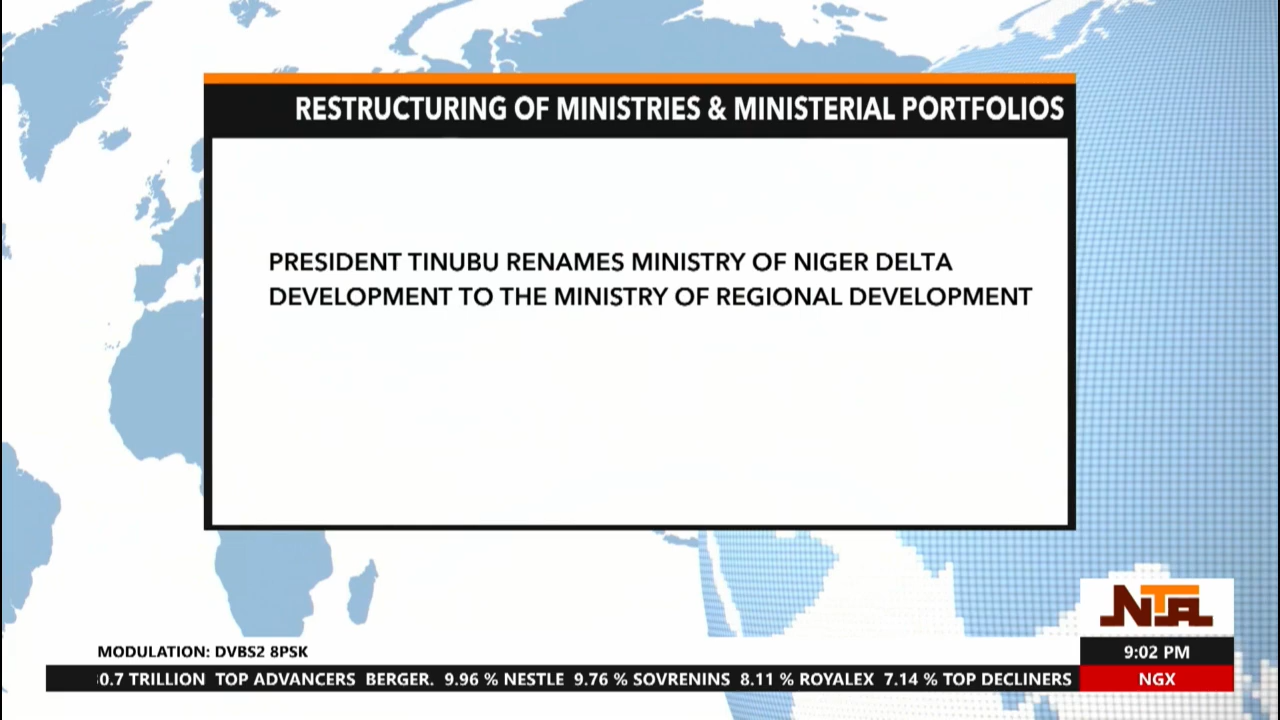 RESTRUCTURING OF MINISTRIES & MINISTERIAL PORTFOLIOS
PRESIDENT TINUBU RENAMES MINISTRY OF NIGER DELTA
DEVELOPMENT TO THE MINISTRY OF REGIONAL DEVELOPMENT
NTA
MODULATION: DVBS2 8PSK
9:02 PM
0.7 TRILLION TOP ADVANCERS BERGER. 9.96 % NESTLE 9.76 % SOVRENINS 8.11 % ROYALEX 7.14 % TOP DECLINERS
NGX